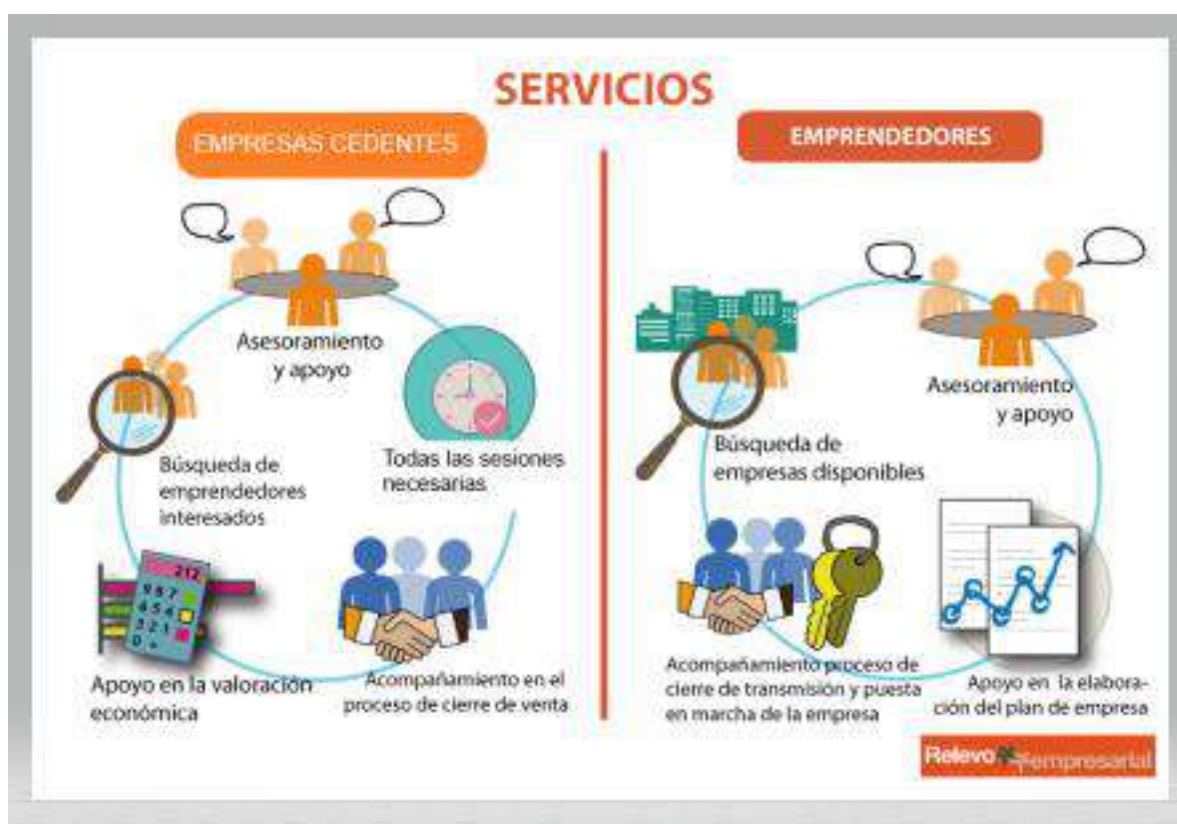 SERVICIOS
EMPRESAS CEDENTES
Asesoramiento
y apoyo
Todas las sesiones
necesarias
Búsqueda de
emprendedores
interesados
Apoyo en la valoración
económica
Acompañamiento en el
proceso de cierre de venta
EMPRENDEDORES
Asesoramiento
y apoyo
Búsqueda de
empresas disponibles
Acompañamiento proceso de
cierre de transmisión y puesta
en marcha de la empresa
Apoyo en la elabora-
ción del plan de empresa
Relevo empresarial